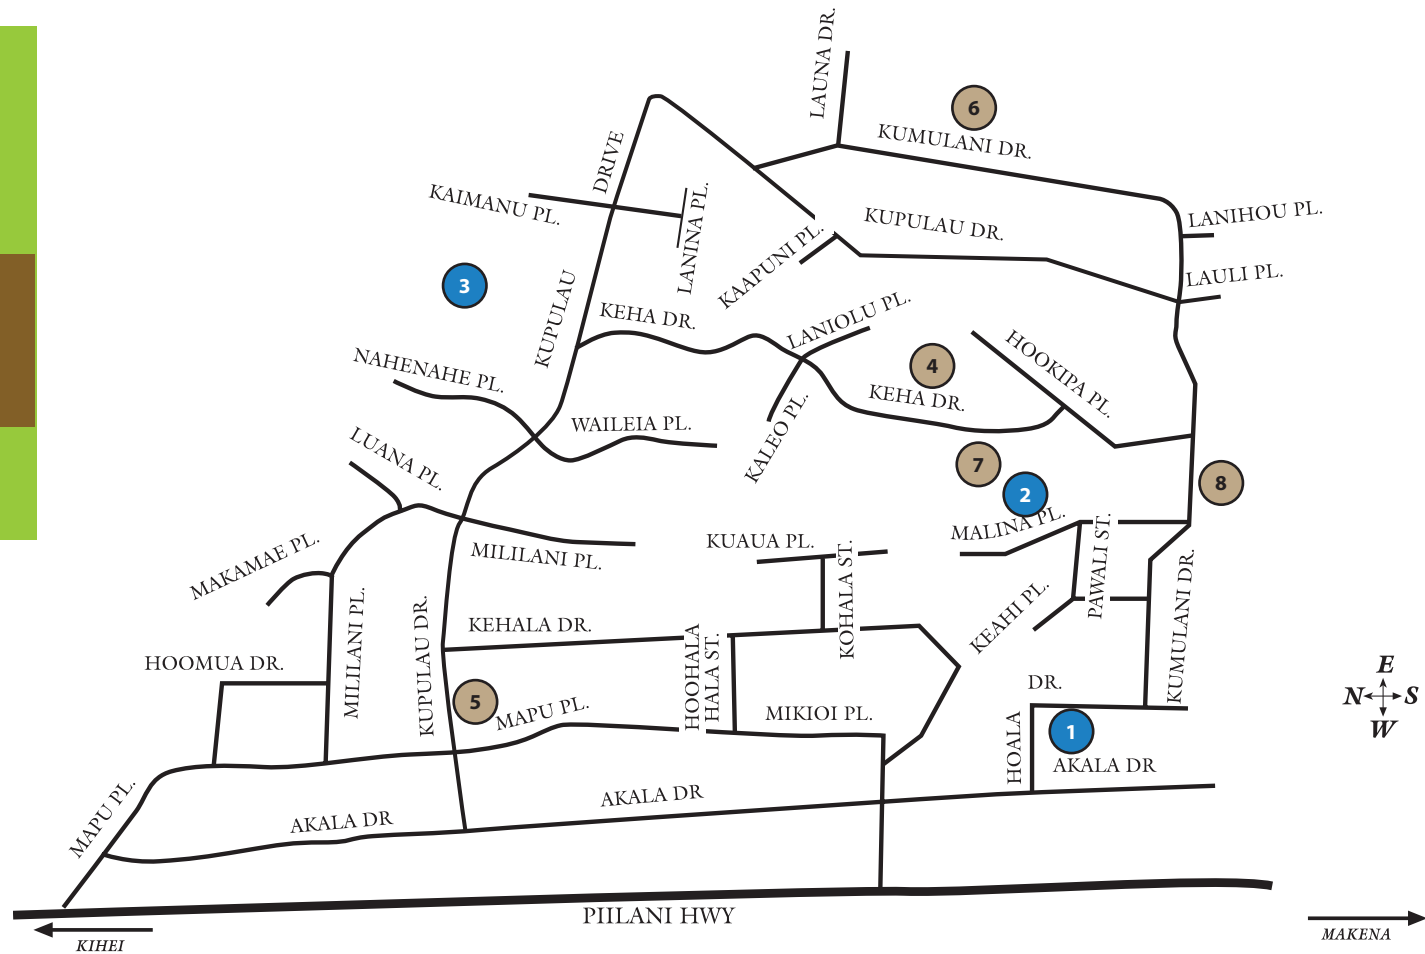 LAUNA DR.
6
KUMULANI DR.
DRIVE
KAIMANU PL.
LANINA PL.
KUPULAU DR.
LANIHOU PL.
KAAPUNI PL.
LAULI PL.
3
KUPULAU
KEHA DR.
LANIOLU PL.
HOOKIPA PL.
NAHENAHE PL.
4
KEHA DR.
WAILEIA PL.
KALEO PL.
LUANA PL.
7
8
2
MALINA PL.
MAKAMAE PL.
MILILANI PL.
KUAUA PL.
KOHALA ST.
PAWALI ST.
KEAHI PL.
KUMULANI DR.
MILILANI PL.
KUPULAU DR.
KEHALA DR.
HOOHALA
HALA ST.
HOOMUA DR.
E
N
S
W
DR.
5
MAPU PL.
MIKIOI PL.
HOALA
1
AKALA DR
MAPU PL.
AKALA DR
AKALA DR
PIILANI HWY
KIHEI
MAKENA